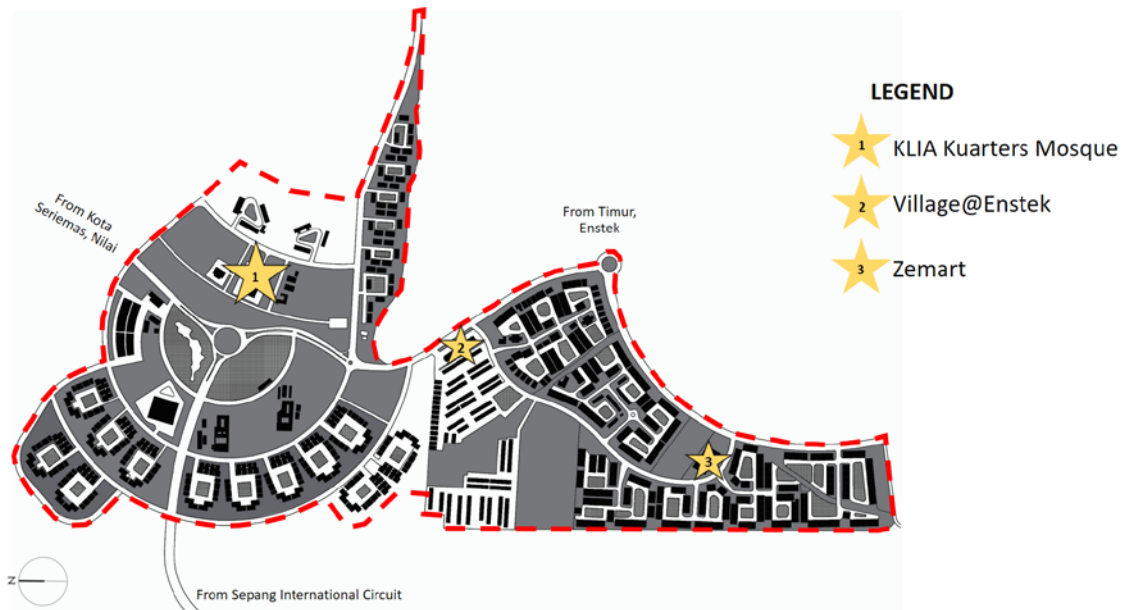 LEGEND
1 KLIA Kuarters Mosque
2 Village@Enstek
3 Zemart
From Kota
Seriemas, Nilai
From Timur,
Enstek
1
2
3
N
From Sepang International Circuit